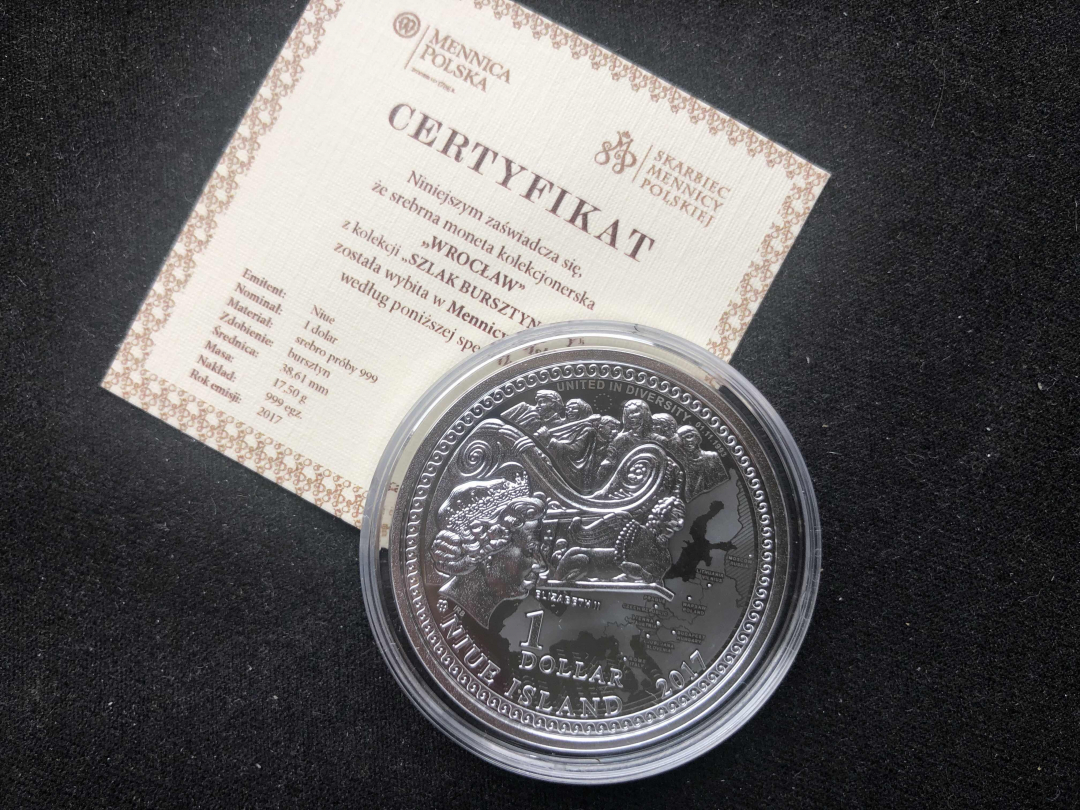 MENNICA
POLSKA
SKARBIEC
MENNICY
POLSKIEJ
CERTYFIKAT
Niniejszym zaświadcza się,
że srebrna moneta kolekcjonerska
„WROCŁAW”
z kolekcji „SZLAK BURSZTYN
została wybita w Mennicy
według poniższej spe
Emitent: Niue
Nominał: 1 dolar
Materiał: srebro próby 999
Zdobienie: bursztyn
Średnica: 38,61 mm
Masa: 17,50 g
Nakład: 999 egz.
Rok emisji: 2017
UNITED IN DIVERSITY
ELIZABETH II
1
DOLLAR
NIUE ISLAND 2017